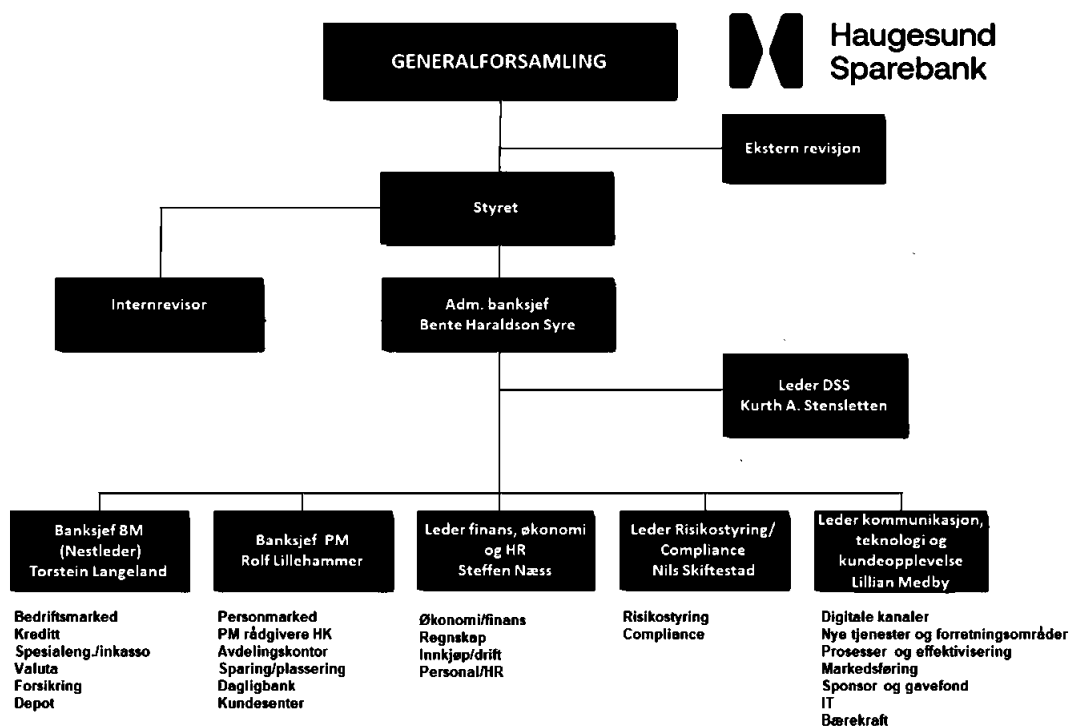 GENERALFORSAMLING
Haugesund
Sparebank
Ekstern revisjon
Styret
Internrevisor
Adm. banksjef
Bente Haraldson Syre
Leder DSS
Kurth A. Stensletten
Banksjef BM
(Nestleder)
Torstein Langeland
Banksjef PM
Rolf Lillehammer
Leder finans, økonomi
og HR
Steffen Næss
Leder Risikostyring/
Compliance
Nils Skiftestad
Leder kommunikasjon,
teknologi og
kundeopplevelse
Lillian Medby
Bedriftsmarked
Kreditt
Spesialeng./inkasso
Valuta
Forsikring
Depot
Personmarked
PM rådgivere HK
Avdelingskontor
Sparing/plassering
Dagligbank
Kundesenter
Økonomi/finans
Regnskap
Innkjøp/drift
Personal/HR
Risikostyring
Compliance
Digitale kanaler
Nye tjenester og forretningsområder
Prosesser og effektivisering
Markedsføring
Sponsor og gavefond
IT
Bærekraft